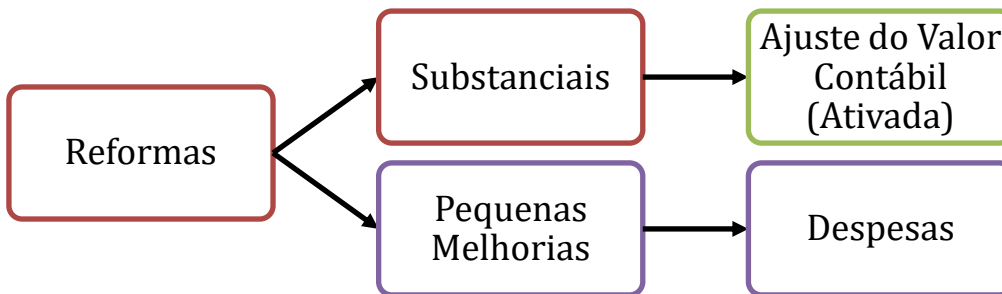 Reformas
Substanciais
Ajuste do Valor
Contábil
(Ativada)
Pequenas
Melhorias
Despesas